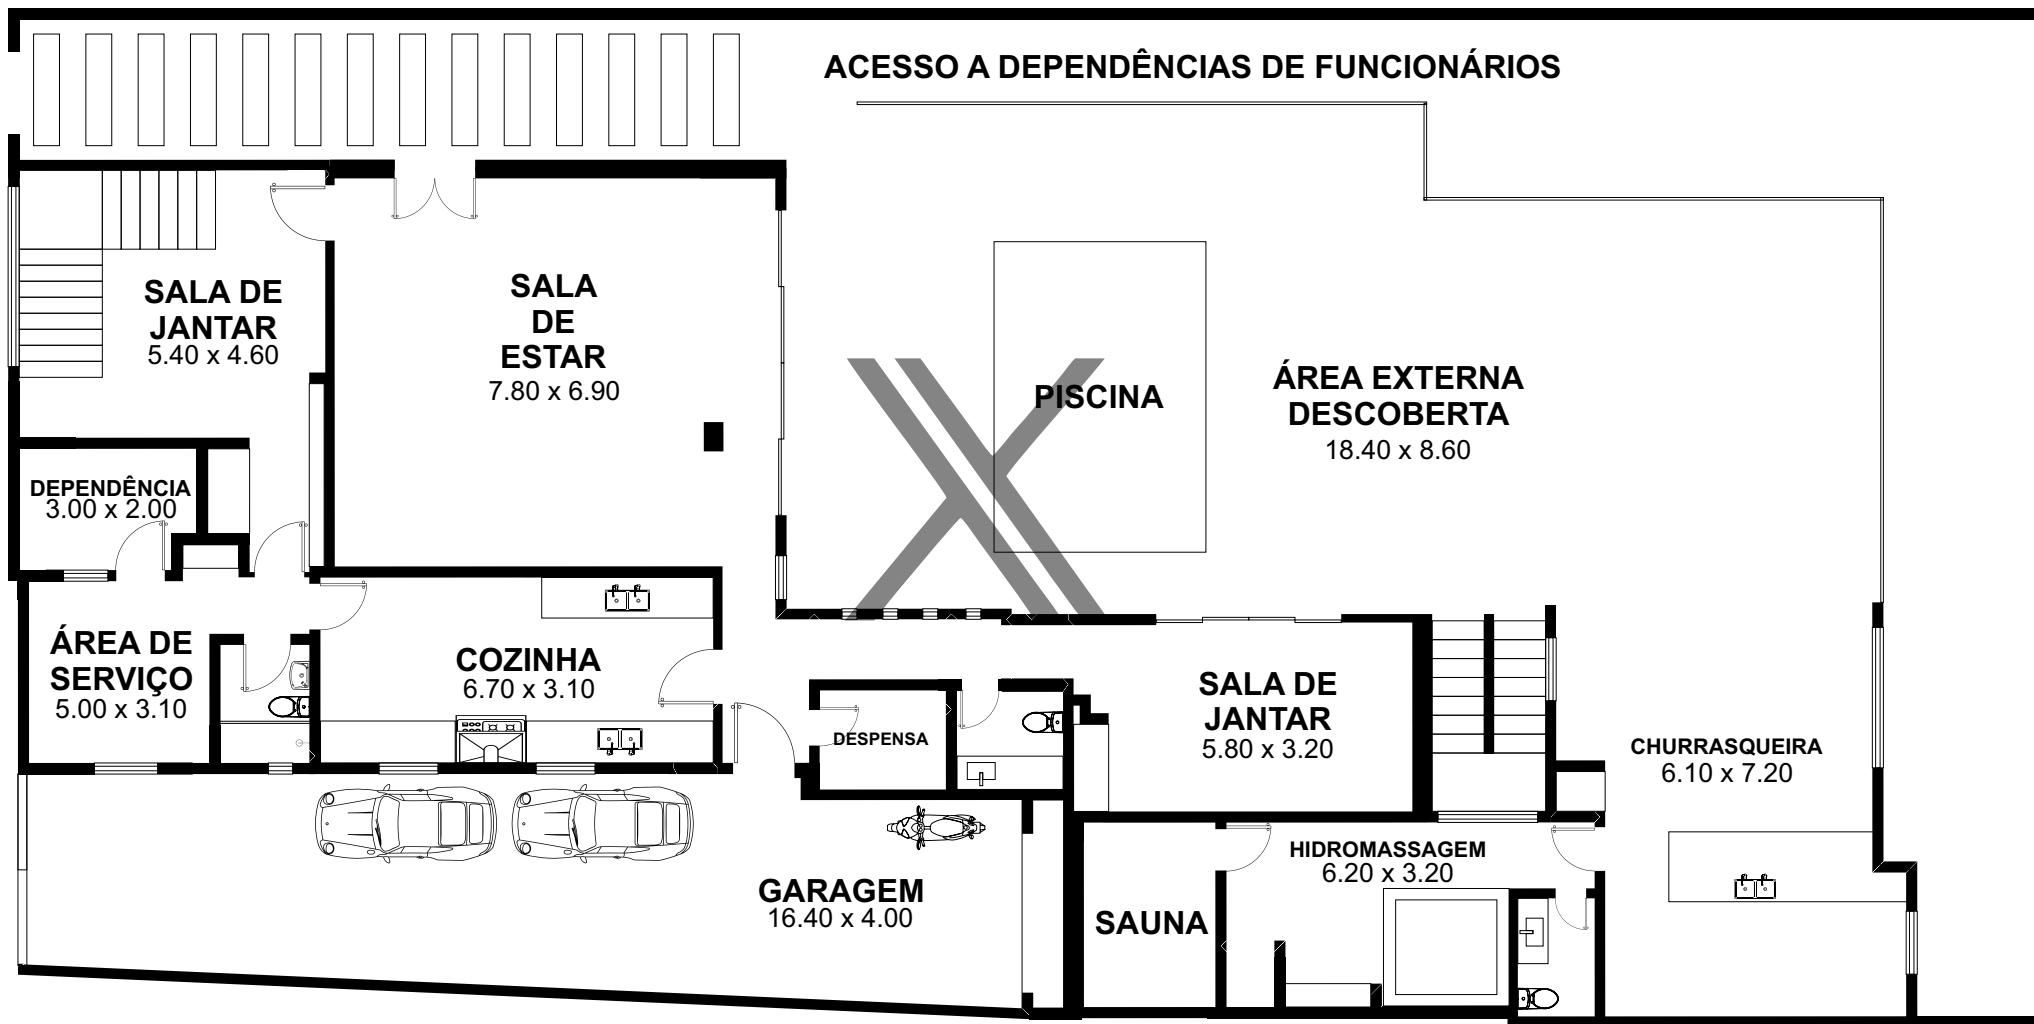 ACESSO A DEPENDÊNCIAS DE FUNCIONÁRIOS
SALA DE
JANTAR
5.40 x 4.60
SALA
DE
ESTAR
7.80 x 6.90
PISCINA
ÁREA EXTERNA
DESCOBERTA
18.40 x 8.60
DEPENDÊNCIA
3.00 x 2.00
ÁREA DE
SERVIÇO
5.00 x 3.10
COZINHA
6.70 x 3.10
DESPENSA
SALA DE
JANTAR
5.80 x 3.20
CHURRASQUEIRA
6.10 x 7.20
GARAGEM
16.40 x 4.00
SAUNA
HIDROMASSAGEM
6.20 x 3.20